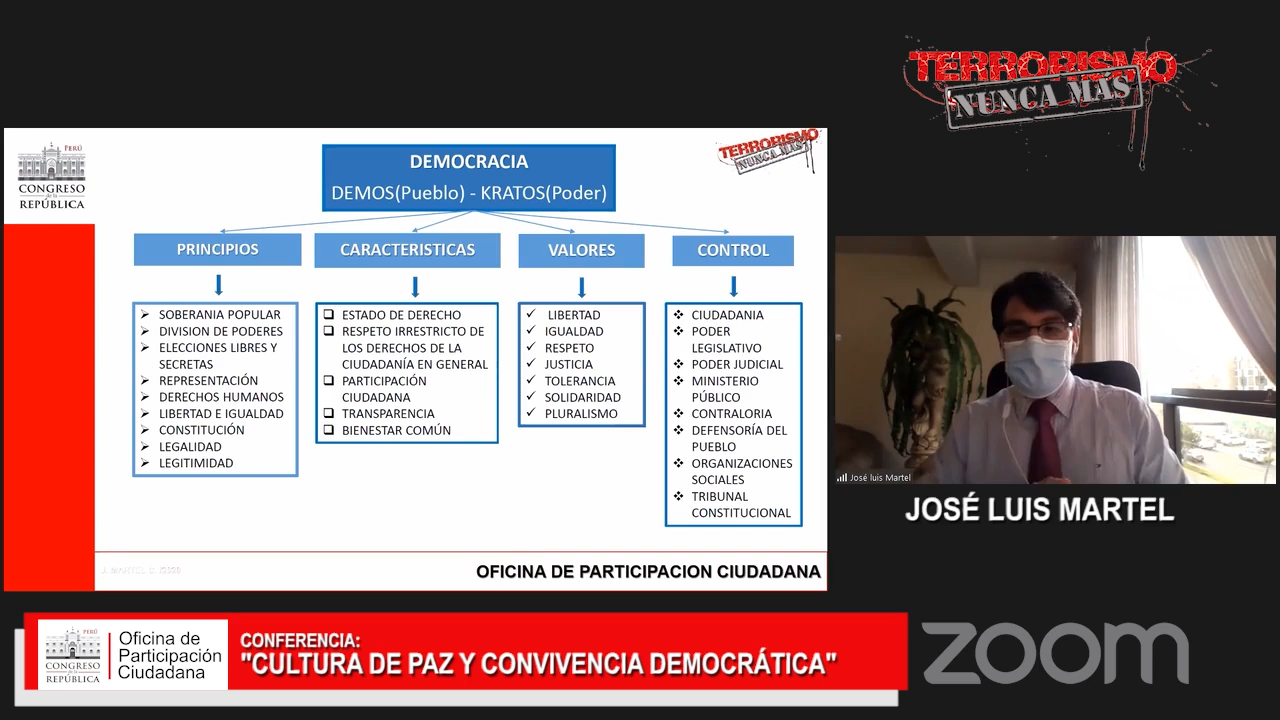 TERRORISMO
NUNCA MÁS
PERÚ
CONGRESO
de la
REPÚBLICA
DEMOCRACIA
DEMOS(Pueblo) - KRATOS(Poder)
TERRORISMO
NUNCA MÁS
PRINCIPIOS
SOBERANIA POPULAR
DIVISION DE PODERES
ELECCIONES LIBRES Y
SECRETAS
REPRESENTACIÓN
DERECHOS HUMANOS
LIBERTAD E IGUALDAD
CONSTITUCIÓN
LEGALIDAD
LEGITIMIDAD
CARACTERISTICAS
ESTADO DE DERECHO
RESPETO IRRESTRICTO DE
LOS DERECHOS DE LA
CIUDADANÍA EN GENERAL
PARTICIPACIÓN
CIUDADANA
TRANSPARENCIA
BIENESTAR COMÚN
VALORES
LIBERTAD
IGUALDAD
RESPETO
JUSTICIA
TOLERANCIA
SOLIDARIDAD
PLURALISMO
CONTROL
CIUDADANIA
PODER
LEGISLATIVO
PODER JUDICIAL
MINISTERIO
PÚBLICO
CONTRALORIA
DEFENSORÍA DEL
PUEBLO
ORGANIZACIONES
SOCIALES
TRIBUNAL
CONSTITUCIONAL
OFICINA DE PARTICIPACION CIUDADANA
José luis Martel
JOSÉ LUIS MARTEL
PERÚ
CONGRESO
de la
REPÚBLICA
Oficina de
Participación
Ciudadana
CONFERENCIA:
"CULTURA DE PAZ Y CONVIVENCIA DEMOCRÁTICA"
zoom